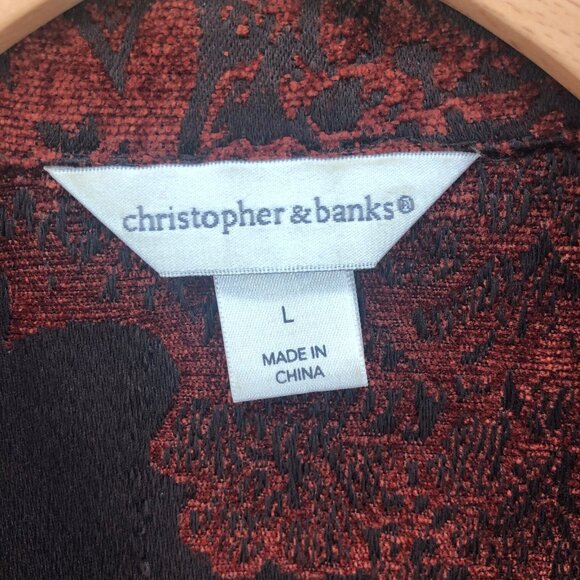 christopher & banks®
L
MADE IN
CHINA